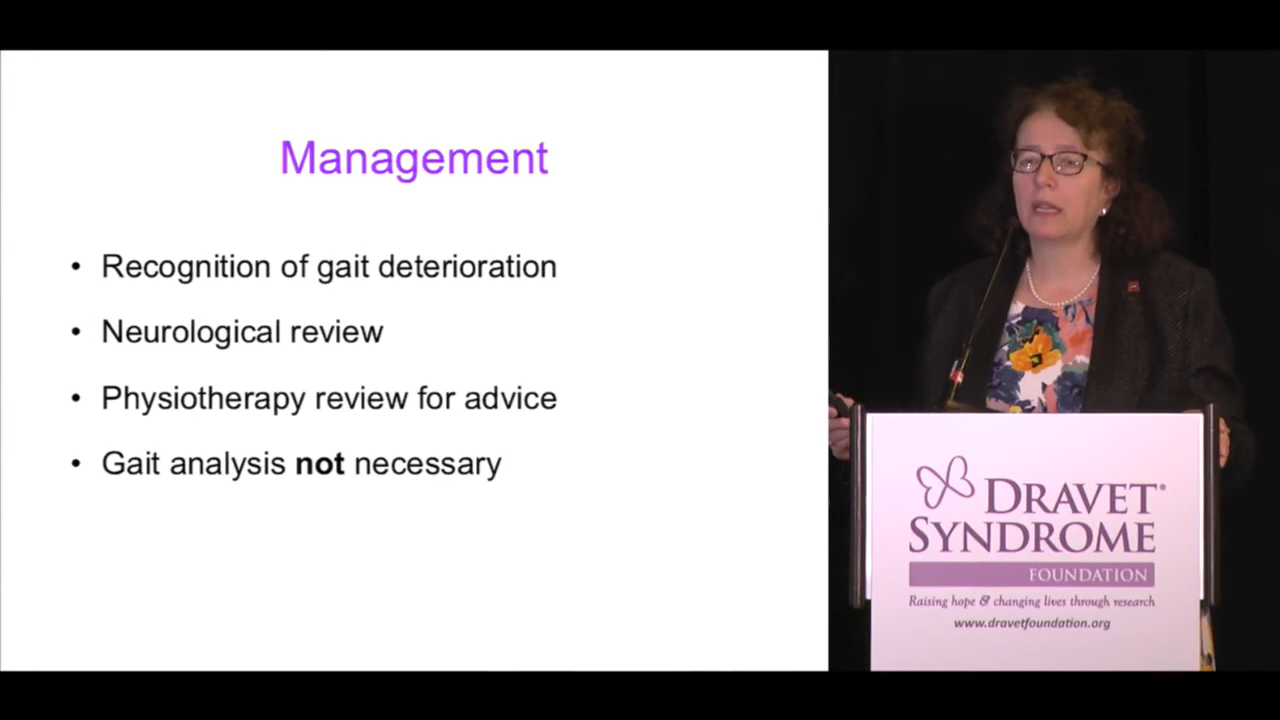 Management
• Recognition of gait deterioration
• Neurological review
• Physiotherapy review for advice
• Gait analysis not necessary
DRAVET®
SYNDROME
FOUNDATION
Raising hope & changing lives through research
www.dravetfoundation.org